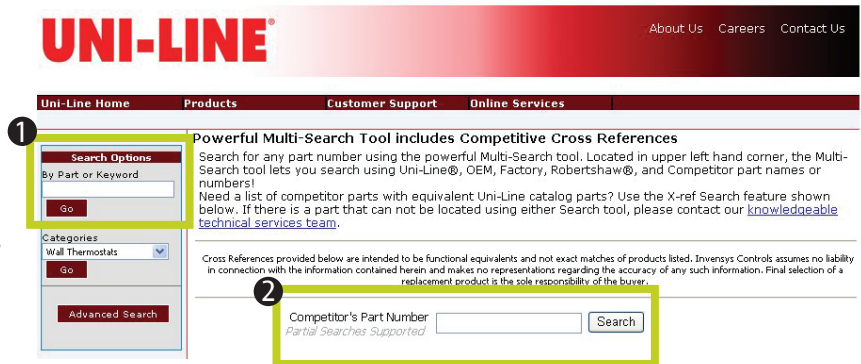 UNI-LINE®
About Us Careers Contact Us
Uni-Line Home Products Customer Support Online Services
1
Search Options
By Part or Keyword
Go
Categories
Wall Thermostats
Go
Advanced Search
Powerful Multi-Search Tool includes Competitive Cross References
Search for any part number using the powerful Multi-Search tool. Located in upper left hand corner, the Multi-
Search tool lets you search using Uni-Line®, OEM, Factory, Robertshaw®, and Competitor part names or
numbers!
Need a list of competitor parts with equivalent Uni-Line catalog parts? Use the X-ref Search feature shown
below. If there is a part that can not be located using either Search tool, please contact our knowledgeable
technical services team.
Cross References provided below are intended to be functional equivalents and not exact matches of products listed. Invensys Controls assumes no liability
in connection with the information contained herein and makes no representations regarding the accuracy of any such information. Final selection of a
replacement product is the sole responsibility of the buyer.
2
Competitor's Part Number
Partial Searches Supported
Search